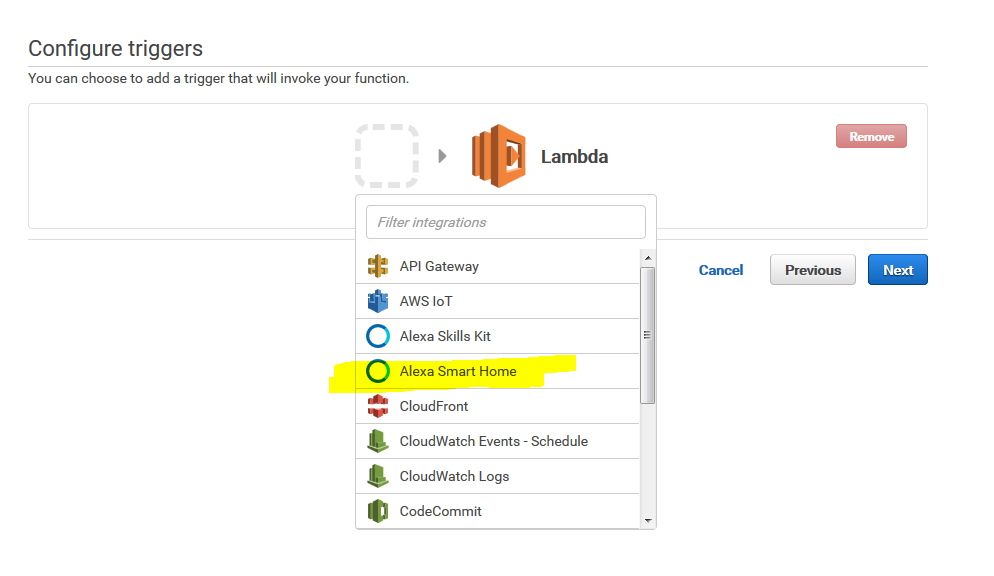 Configure triggers
You can choose to add a trigger that will invoke your function.
Remove
Lambda
Filter integrations
API Gateway
AWS IoT
Alexa Skills Kit
Alexa Smart Home
CloudFront
CloudWatch Events - Schedule
CloudWatch Logs
CodeCommit
Cancel
Previous
Next